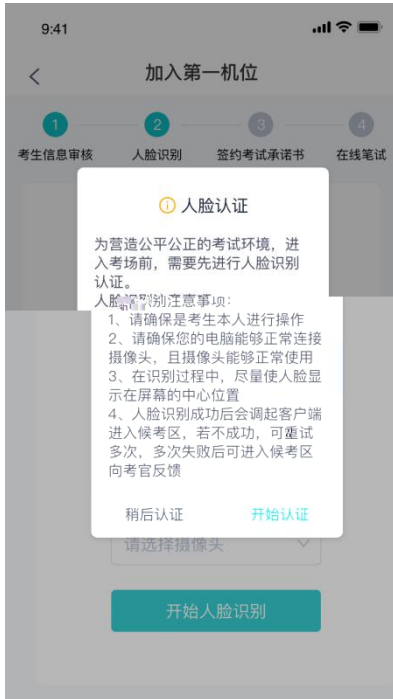 9:41
加入第一机位
1
2
3
4
考生信息审核
人脸识别
签约考试承诺书
在线笔试
人脸认证
为营造公平公正的考试环境，进
入考场前，需要先进行人脸识别
认证。
人脸识别注意事项：
1、请确保是考生本人进行操作
2、请确保您的电脑能够正常连接
摄像头，且摄像头能够正常使用
3、在识别过程中，尽量使人脸显
示在屏幕的中心位置
4、人脸识别成功后会调起客户端
进入候考区，若不成功，可重试
多次，多次失败后可进入候考区
向考官反馈
稍后认证
开始认证
请选择摄像头
开始人脸识别